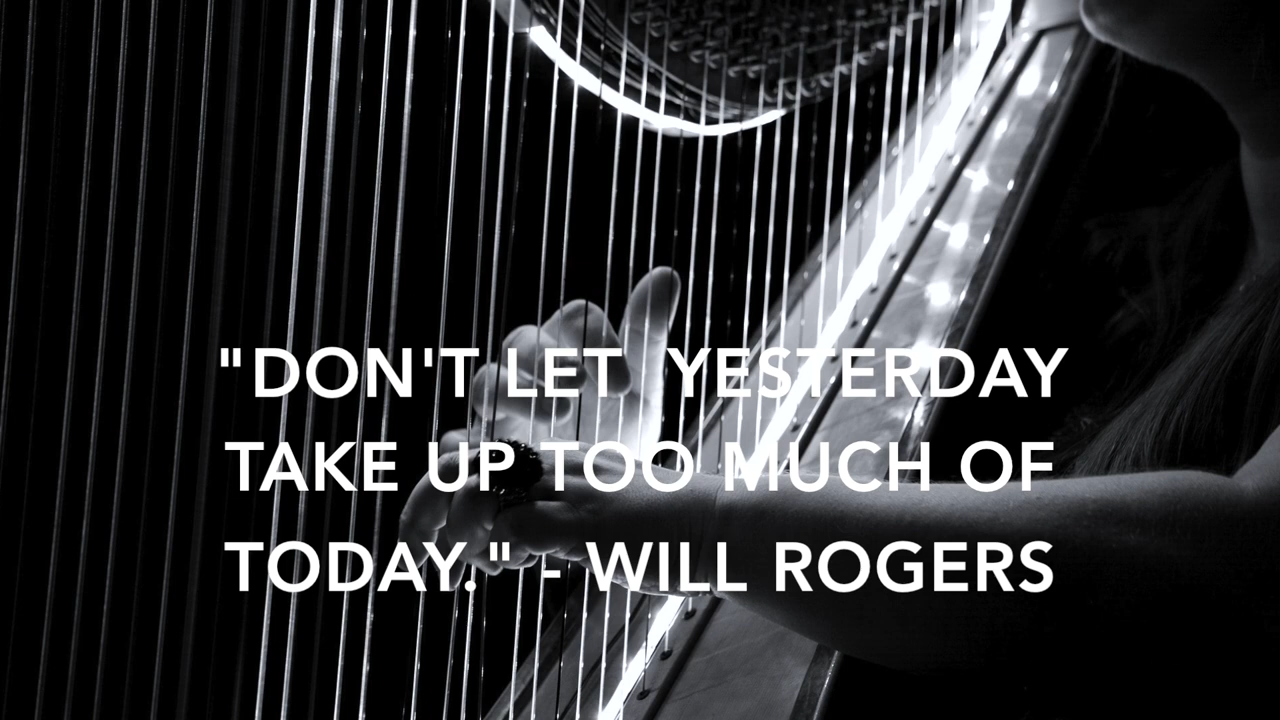 "DON'T LET  YESTERDAY
TAKE UP TOO MUCH OF
TODAY." - WILL ROGERS